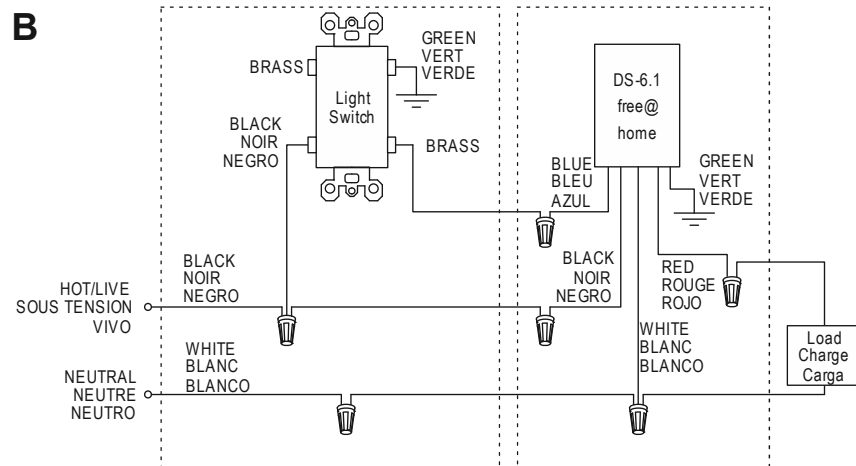 B
BRASS
GREEN
VERT
VERDE
Light
Switch
BLACK
NOIR
NEGRO
BRASS
DS-6.1
free@
home
BLUE
BLEU
AZUL
GREEN
VERT
VERDE
HOT/LIVE
SOUS TENSION
VIVO
BLACK
NOIR
NEGRO
BLACK
NOIR
NEGRO
RED
ROUGE
ROJO
NEUTRAL
NEUTRE
NEUTRO
WHITE
BLANC
BLANCO
WHITE
BLANC
BLANCO
Load
Charge
Carga